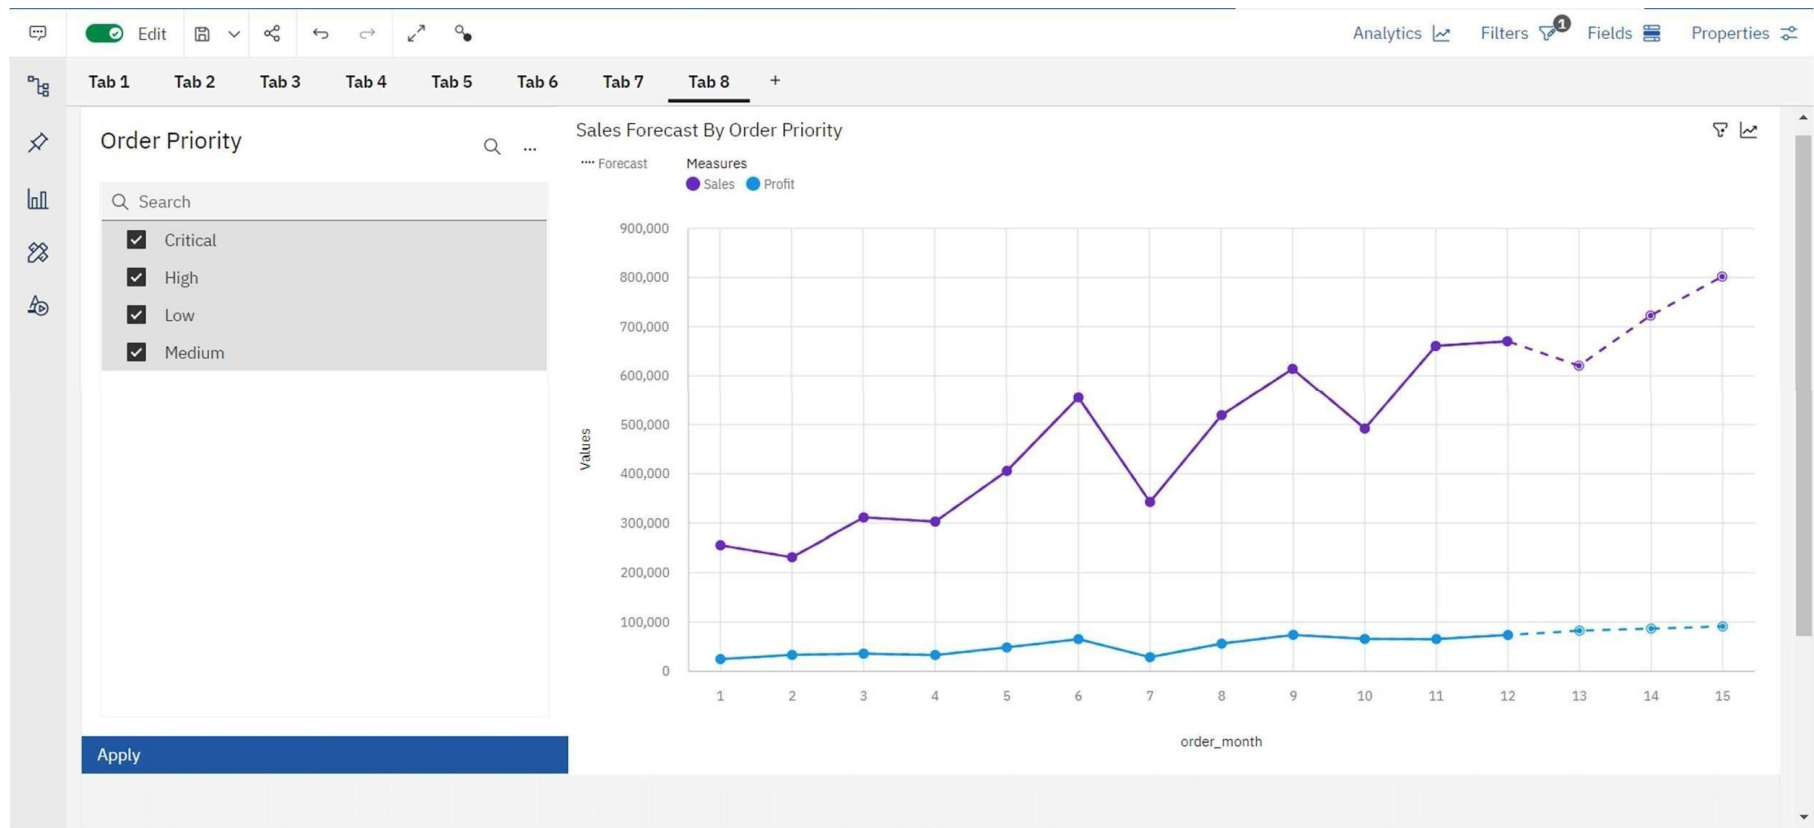 Edit
Analytics
Filters
1
Fields
Properties
Tab 1
Tab 2
Tab 3
Tab 4
Tab 5
Tab 6
Tab 7
Tab 8
+
Order Priority
...
Search
Critical
High
Low
Medium
Apply
Sales Forecast By Order Priority
Forecast
Measures
Sales
Profit
900,000
800,000
700,000
600,000
500,000
400,000
300,000
200,000
100,000
0
Values
1 2 3 4 5 6 7 8 9 10 11 12 13 14 15
order_month